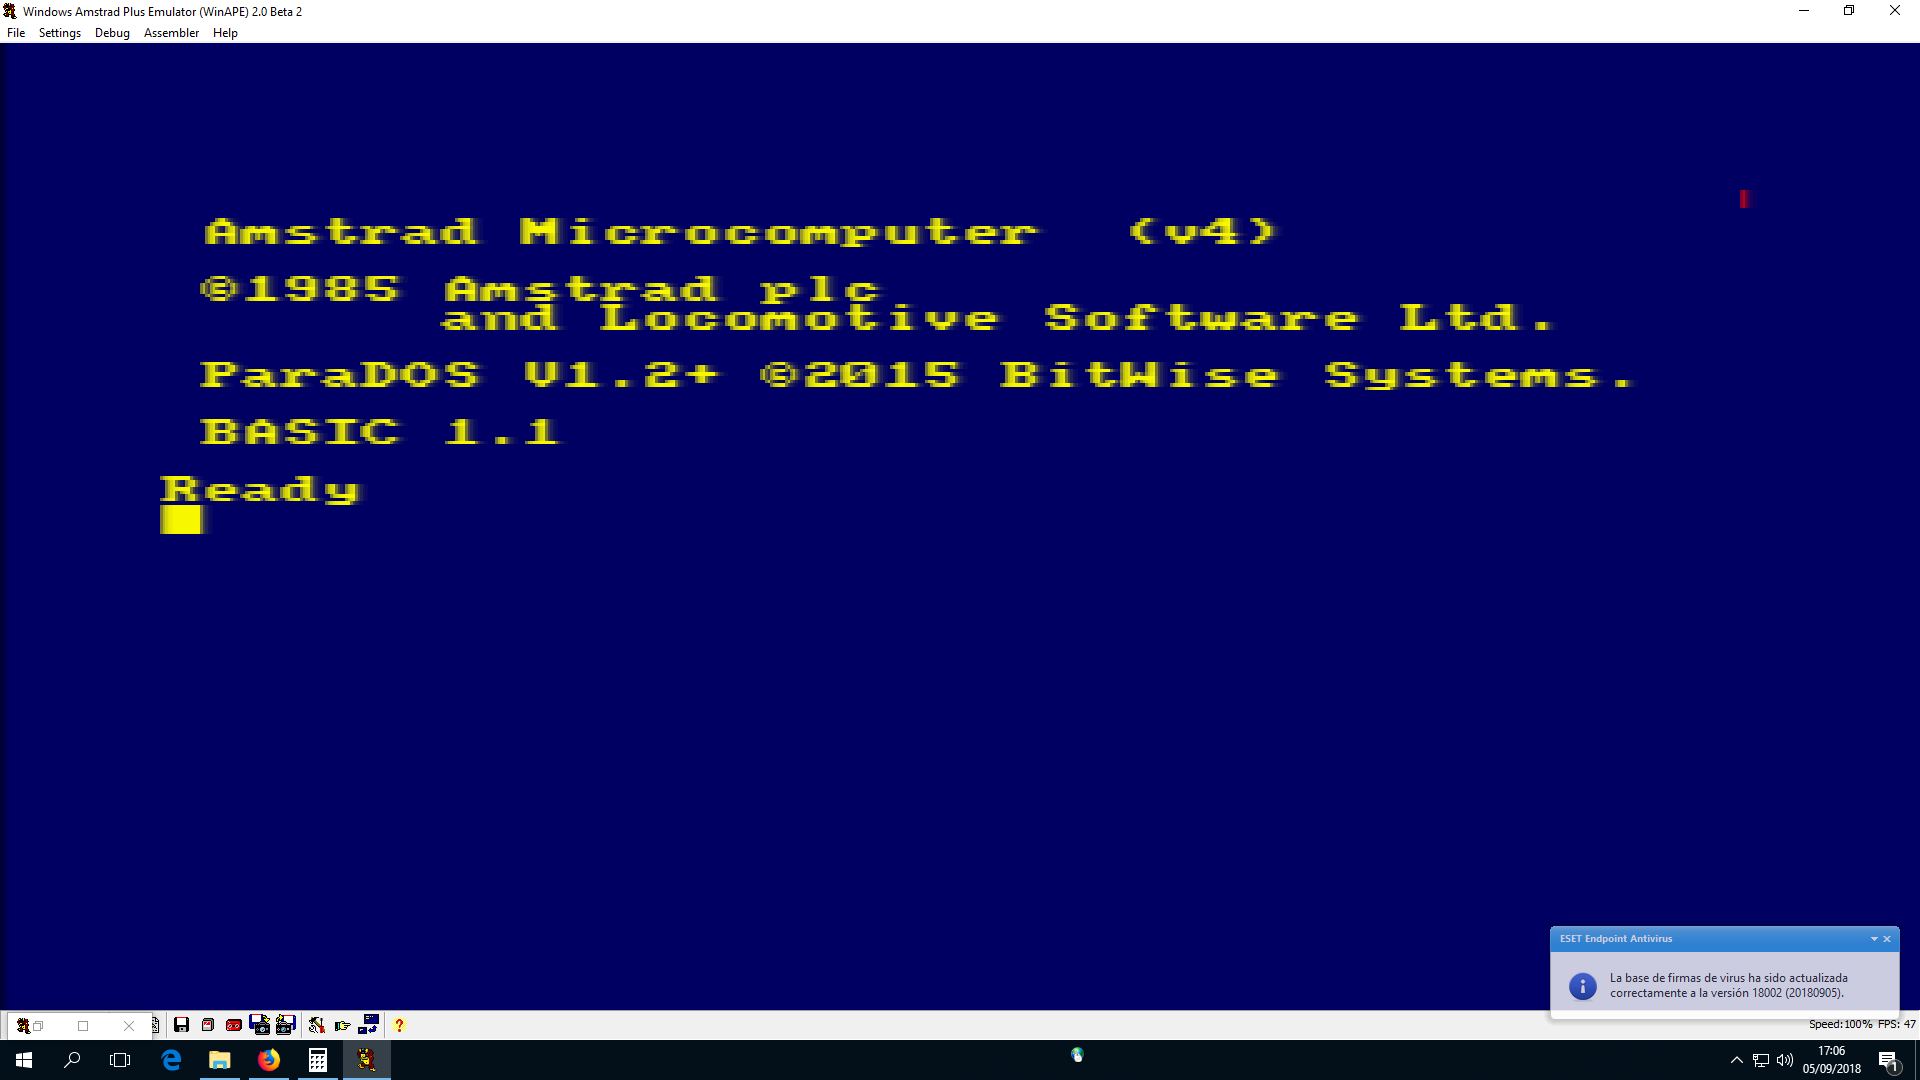 Windows Amstrad Plus Emulator (WinAPE) 2.0 Beta 2
File Settings Debug Assembler Help
Amstrad Microcomputer (v4)
©1985 Amstrad plc
and Locomotive Software Ltd.
ParaDOS V1.2+ ©2015 BitWise Systems.
BASIC 1.1
Ready
ESET Endpoint Antivirus
La base de firmas de virus ha sido actualizada
correctamente a la versión 18002 (20180905).
Speed:100% FPS: 47
17:06
05/09/2018
1